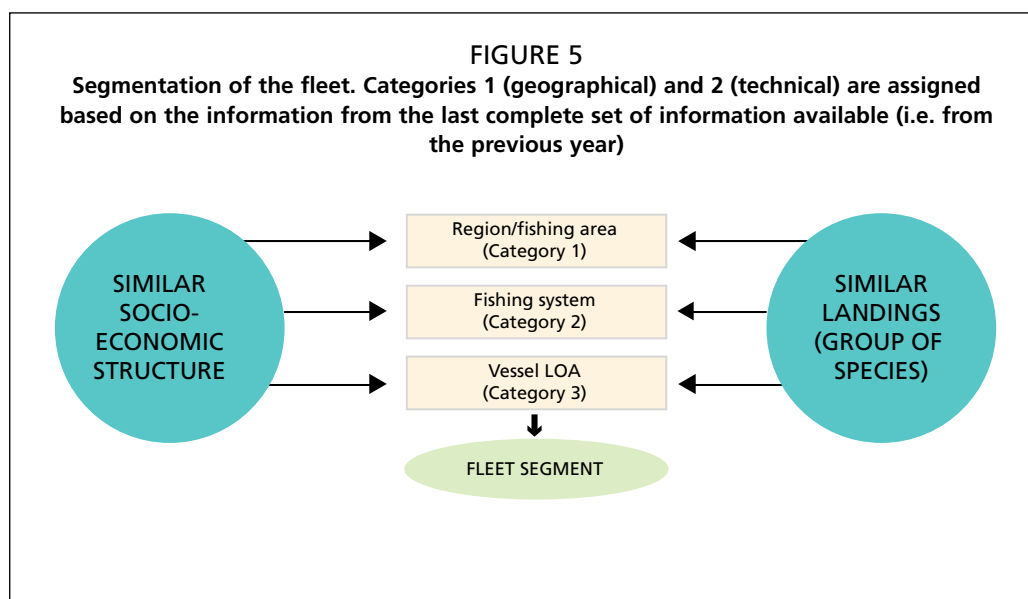 FIGURE 5
Segmentation of the fleet. Categories 1 (geographical) and 2 (technical) are assigned
based on the information from the last complete set of information available (i.e. from
the previous year)
SIMILAR
SOCIO-
ECONOMIC
STRUCTURE
Region/fishing area
(Category 1)
Fishing system
(Category 2)
Vessel LOA
(Category 3)
FLEET SEGMENT
SIMILAR
LANDINGS
(GROUP OF
SPECIES)